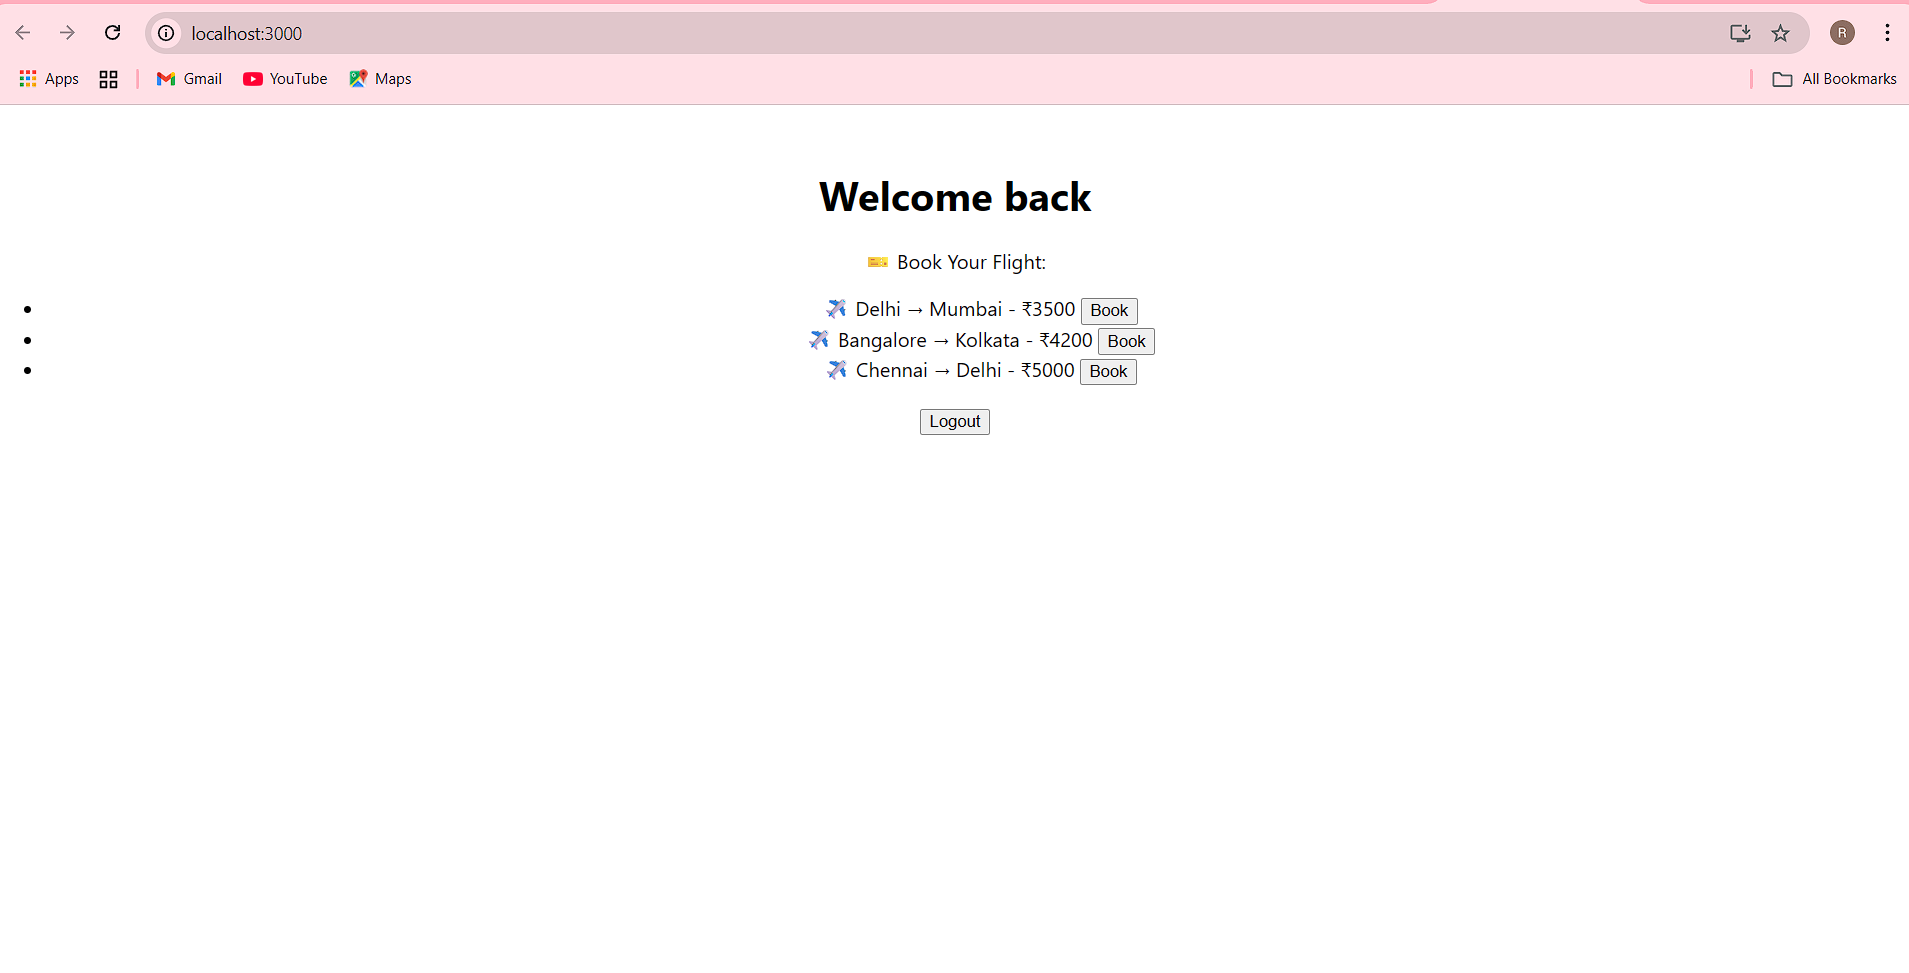 localhost:3000
R
Apps Gmail YouTube Maps All Bookmarks
Welcome back
🎫 Book Your Flight:
• ✈️ Delhi → Mumbai - ₹3500 Book
• ✈️ Bangalore → Kolkata - ₹4200 Book
• ✈️ Chennai → Delhi - ₹5000 Book
Logout